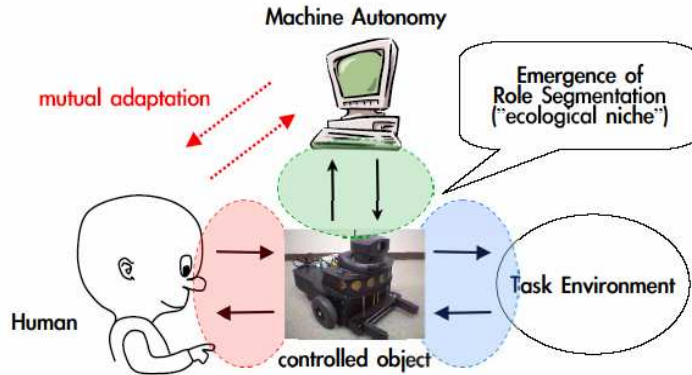 Machine Autonomy
mutual adaptation
Emergence of
Role Segmentation
("ecological niche")
Task Environment
Human
controlled object